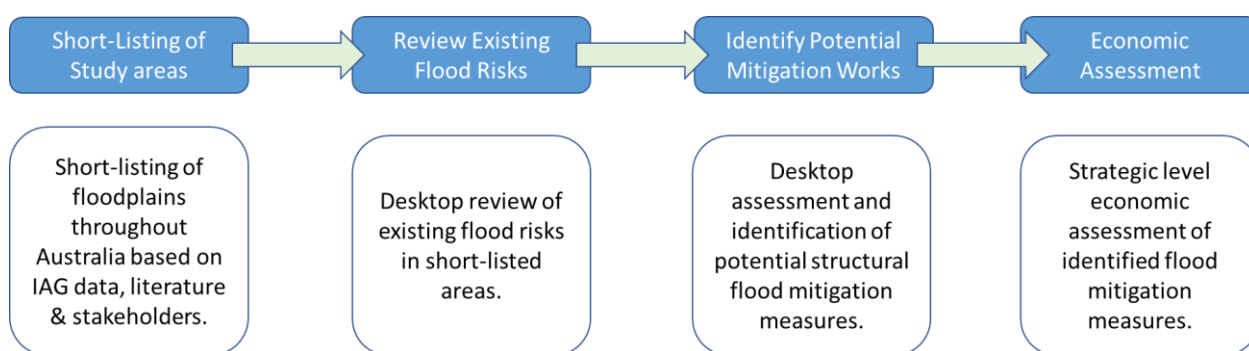 Short-Listing of
Study areas
Review Existing
Flood Risks
Identify Potential
Mitigation Works
Economic
Assessment
Short-listing of
floodplains
throughout
Australia based on
IAG data, literature
& stakeholders.
Desktop review of
existing flood risks
in short-listed
areas.
Desktop
assessment and
identification of
potential structural
flood mitigation
measures.
Strategic level
economic
assessment of
identified flood
mitigation
measures.